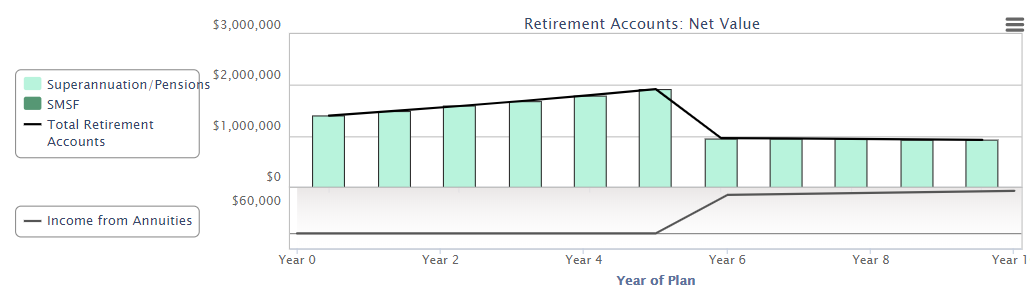 Retirement Accounts: Net Value
$3,000,000
$2,000,000
$1,000,000
$0
$60,000
Superannuation/Pensions
SMSF
Total Retirement
Accounts
Income from Annuities
Year 0
Year 2
Year 4
Year 6
Year 8
Year 1
Year of Plan